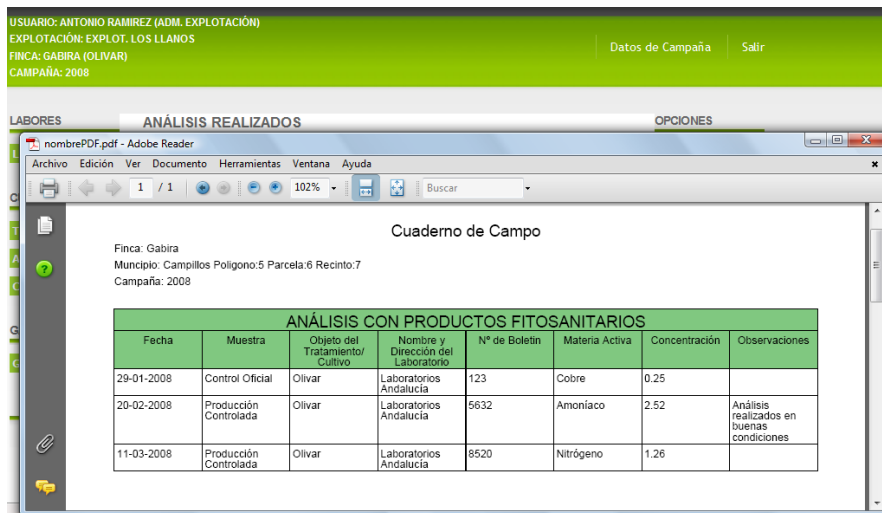 USUARIO: ANTONIO RAMIREZ (ADM. EXPLOTACIÓN)
EXPLOTACIÓN: EXPLOT. LOS LLANOS
FINCA: GABIRA (OLIVAR)
CAMPAÑA: 2008
Datos de Campaña Salir
LABORES ANÁLISIS REALIZADOS OPCIONES
nombrePDF.pdf - Adobe Reader
Archivo Edición Ver Documento Herramientas Ventana Ayuda
1 / 1 102% Buscar
Cuaderno de Campo
Finca: Gabira
Muncipio: Campillos Poligono:5 Parcela:6 Recinto:7
Campaña: 2008
ANÁLISIS CON PRODUCTOS FITOSANITARIOS
Fecha Muestra Objeto del Tratamiento/ Cultivo Nombre y Dirección del Laboratorio Nº de Boletin Materia Activa Concentración Observaciones
29-01-2008 Control Oficial Olivar Laboratorios Andalucía 123 Cobre 0.25
20-02-2008 Producción Controlada Olivar Laboratorios Andalucía 5632 Amoníaco 2.52 Análisis realizados en buenas condiciones
11-03-2008 Producción Controlada Olivar Laboratorios Andalucía 8520 Nitrógeno 1.26